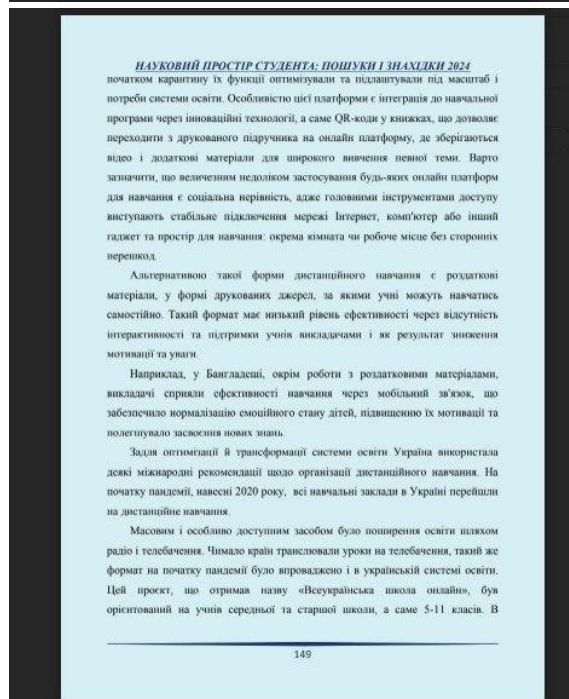 НАУКОВИЙ ПРОСТІР СТУДЕНТА: ПОШУКИ І ЗНАХІДКИ 2024
початком карантину їх функції оптимізували та підлаштували під масштаб і
потреби системи освіти. Особливістю цієї платформи є інтеграція до навчальної
програми через інноваційні технології, а саме QR-коди у книжках, що дозволяє
переходити з друкованого підручника на онлайн платформу, де зберігаються
відео і додаткові матеріали для широкого вивчення певної теми. Варто
зазначити, що величезним недоліком застосування будь-яких онлайн платформ
для навчання є соціальна нерівність, адже головними інструментами доступу
виступають стабільне підключення мережі Інтернет, комп'ютер або інший
гаджет та простір для навчання: окрема кімната чи робоче місце без сторонніх
перешкод.
Альтернативою такої форми дистанційного навчання є роздаткові
матеріали, у формі друкованих джерел, за якими учні можуть навчатись
самостійно. Такий формат має низький рівень ефективності через відсутність
інтерактивності та підтримки учнів викладачами і як результат зниження
мотивації та уваги.
Наприклад, у Бангладеші, окрім роботи з роздатковими матеріалами,
викладачі сприяли ефективності навчання через мобільний зв'язок, що
забезпечило нормалізацію емоційного стану дітей, підвищенню їх мотивації та
полегшувало засвоєння нових знань.
Задля оптимізації й трансформації системи освіти Україна використала
деякі міжнародні рекомендації щодо організації дистанційного навчання. На
початку пандемії, навесні 2020 року, всі навчальні заклади в Україні перейшли
на дистанційне навчання.
Масовим і особливо доступним засобом було поширення освіти шляхом
радіо і телебачення. Чимало країн транслювали уроки на телебачення, такий же
формат на початку пандемії було впроваджено і в українській системі освіти.
Цей проєкт, що отримав назву «Всеукраїнська школа онлайн», був
орієнтований на учнів середньої та старшої школи, а саме 5-11 класів. В
149